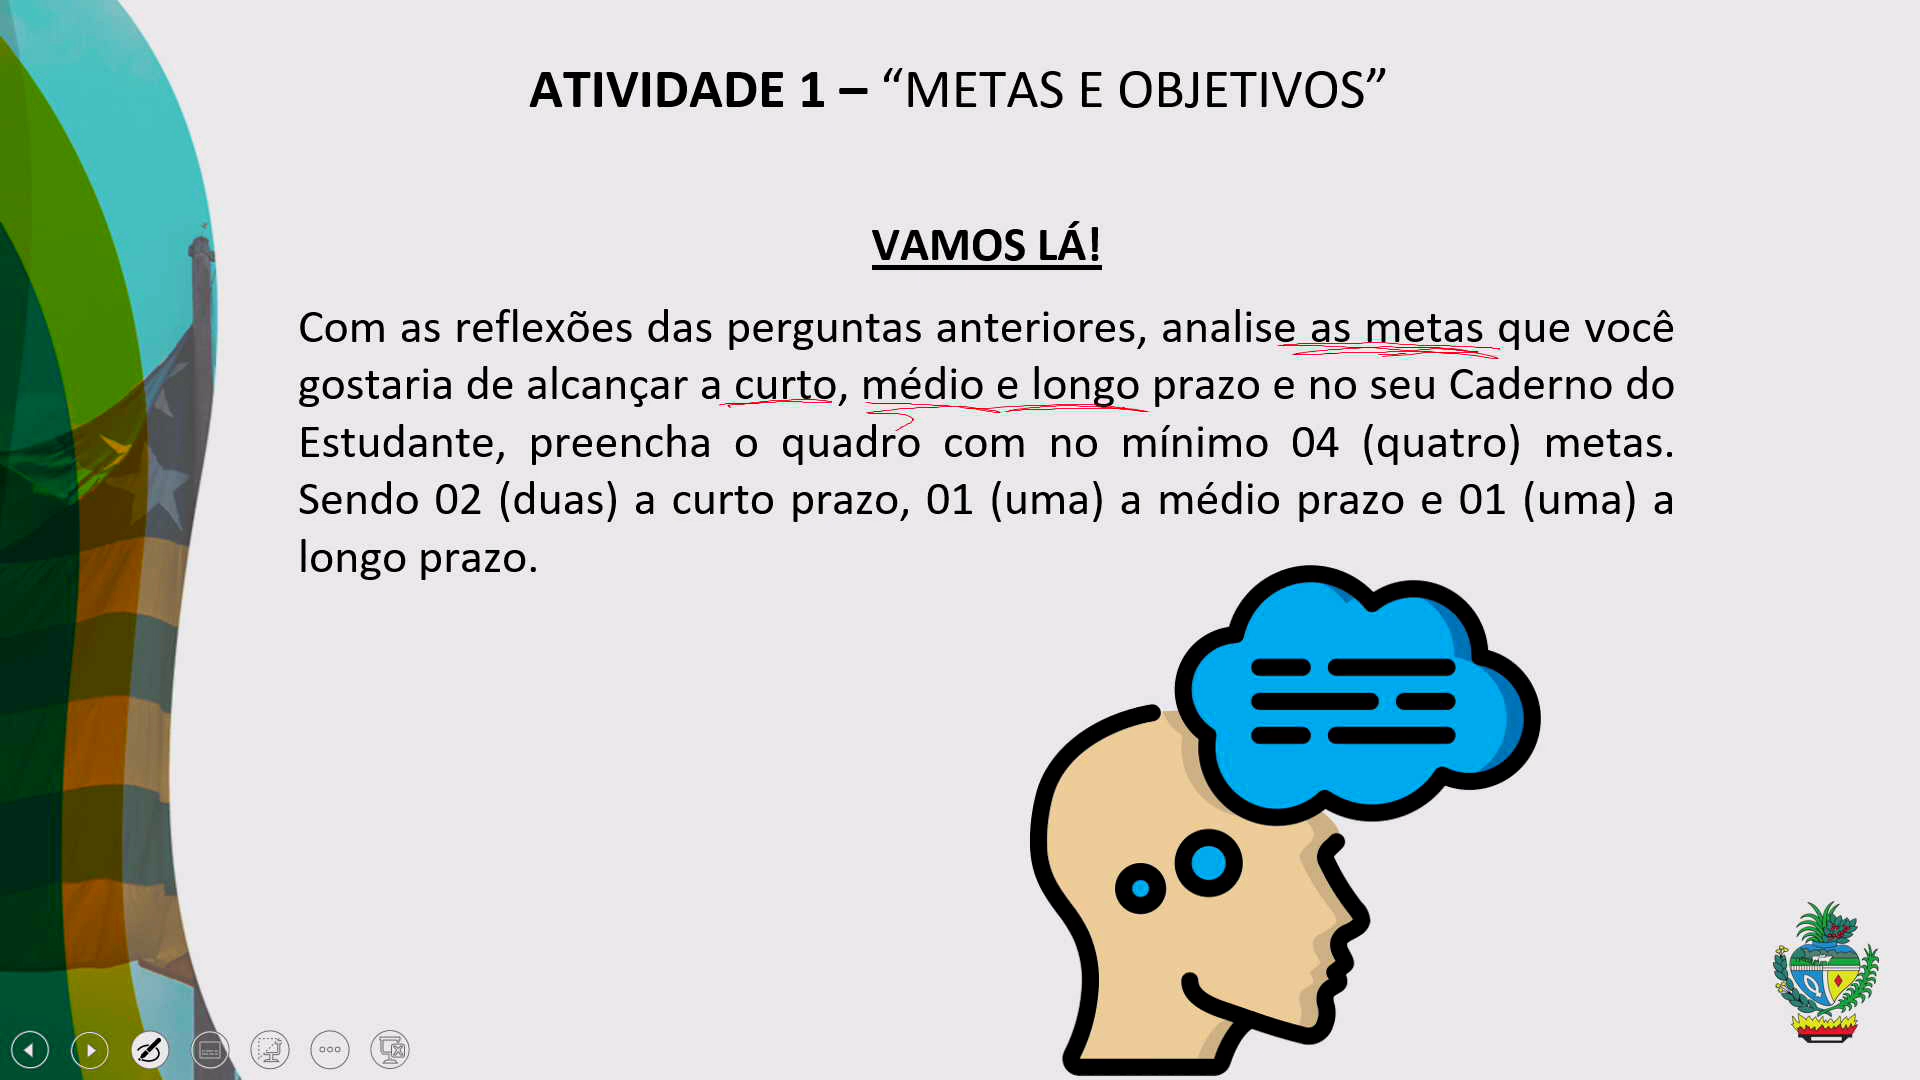 ATIVIDADE 1 – “METAS E OBJETIVOS”
VAMOS LÁ!
Com as reflexões das perguntas anteriores, analise as metas que você
gostaria de alcançar a curto, médio e longo prazo e no seu Caderno do
Estudante, preencha o quadro com no mínimo 04 (quatro) metas.
Sendo 02 (duas) a curto prazo, 01 (uma) a médio prazo e 01 (uma) a
longo prazo.